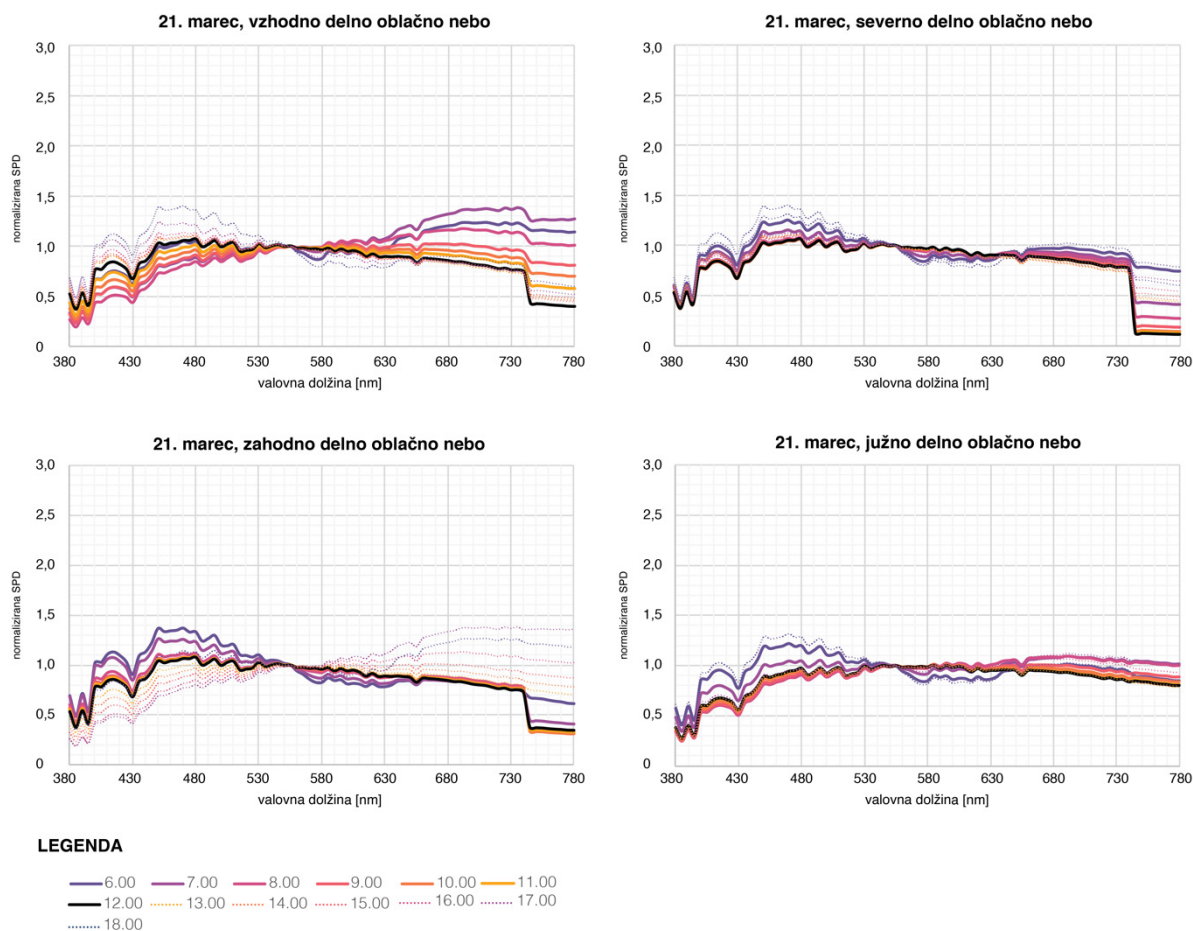 21. marec, vzhodno delno oblačno nebo
3,0
2,5
2,0
1,5
1,0
0,5
0
normalizirana SPD
380 430 480 530 580 630 680 730 780
valovna dolžina [nm]
21. marec, severno delno oblačno nebo
3,0
2,5
2,0
1,5
1,0
0,5
0
normalizirana SPD
380 430 480 530 580 630 680 730 780
valovna dolžina [nm]
21. marec, zahodno delno oblačno nebo
3,0
2,5
2,0
1,5
1,0
0,5
0
normalizirana SPD
380 430 480 530 580 630 680 730 780
valovna dolžina [nm]
21. marec, južno delno oblačno nebo
3,0
2,5
2,0
1,5
1,0
0,5
0
normalizirana SPD
380 430 480 530 580 630 680 730 780
valovna dolžina [nm]
LEGENDA
6.00 7.00 8.00 9.00 10.00 11.00
12.00 13.00 14.00 15.00 16.00 17.00
18.00